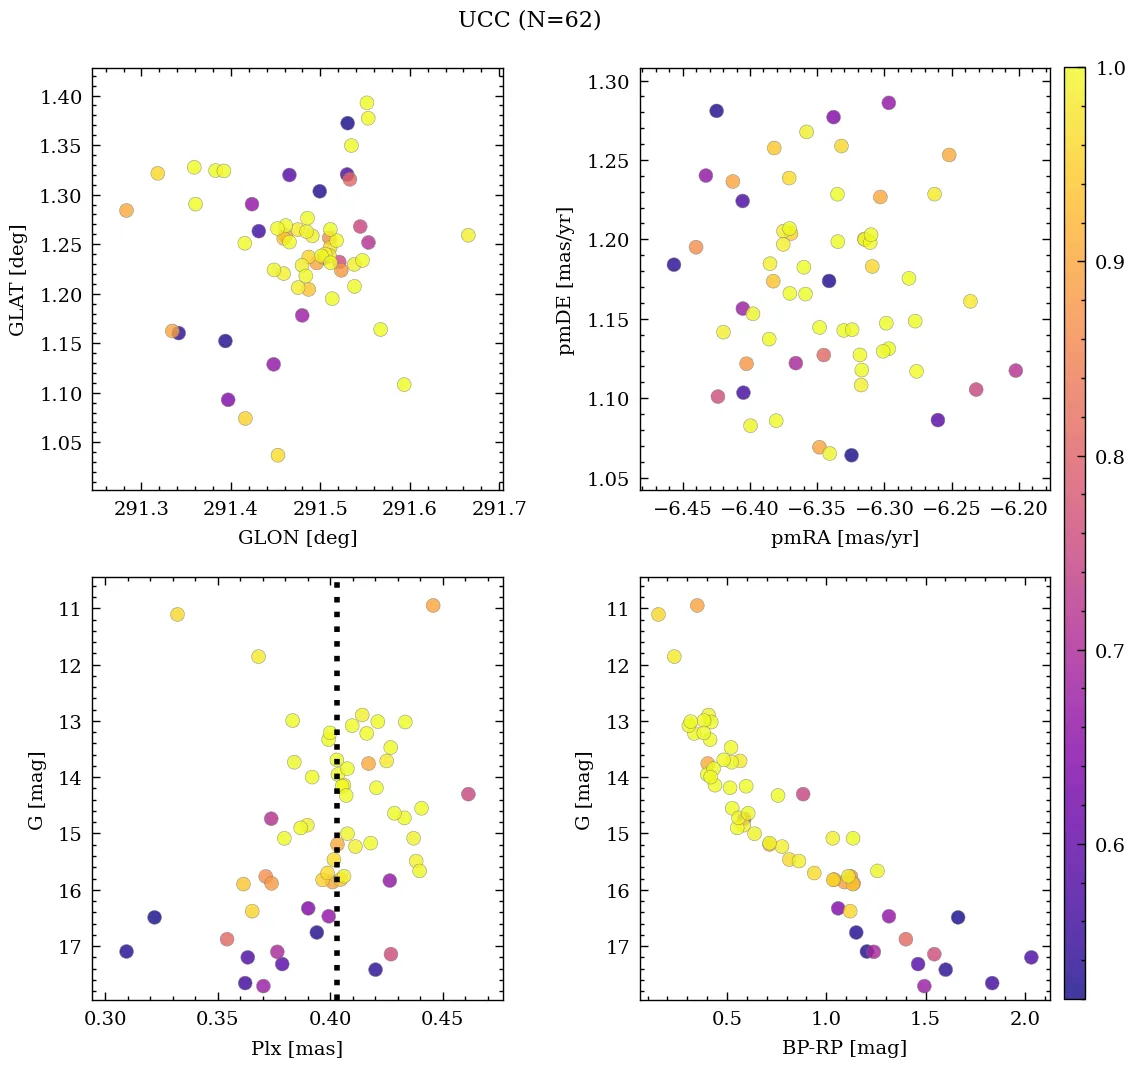 UCC (N=62)
1.40
1.35
1.30
1.25
1.20
1.15
1.10
1.05
GLAT [deg]
291.3 291.4 291.5 291.6 291.7
GLON [deg]
1.30
1.25
1.20
1.15
1.10
1.05
pmDE [mas/yr]
−6.45 −6.40 −6.35 −6.30 −6.25 −6.20
pmRA [mas/yr]
1.0
0.9
0.8
0.7
0.6
11
12
13
14
15
16
17
G [mag]
0.30 0.35 0.40 0.45
Plx [mas]
11
12
13
14
15
16
17
G [mag]
0.5 1.0 1.5 2.0
BP-RP [mag]